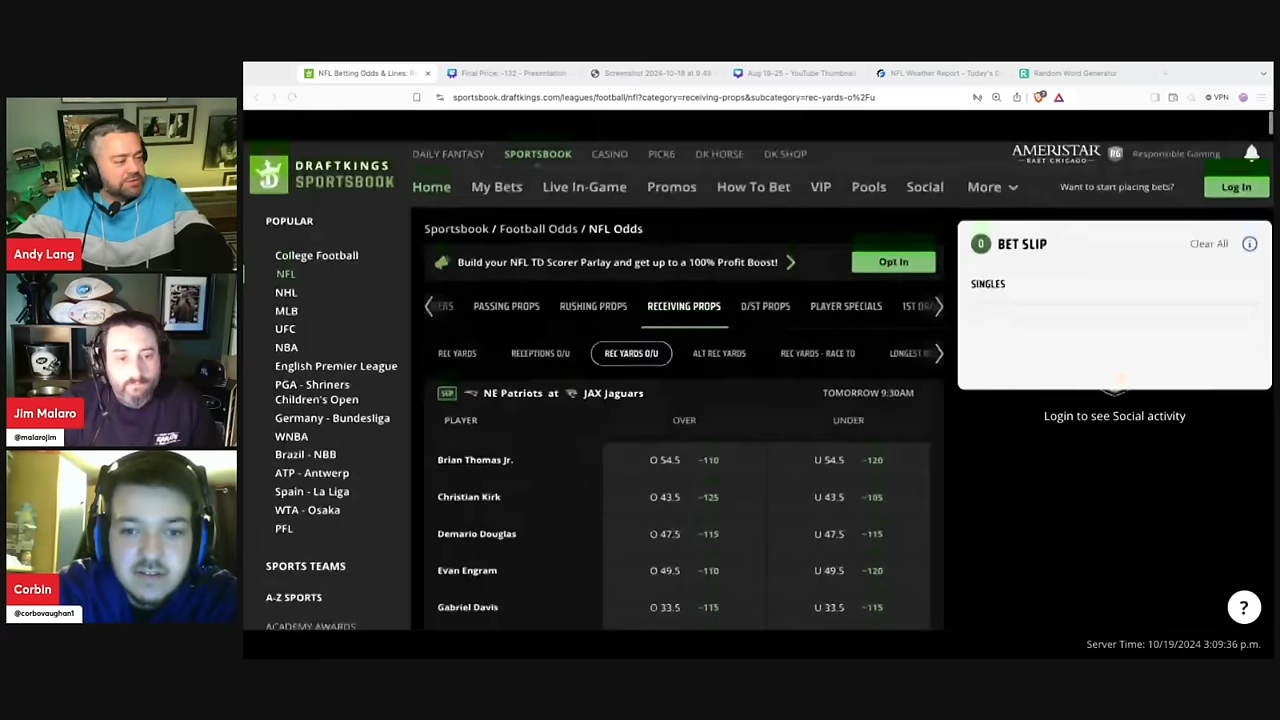 NFL Betting Odds & Lines: R
Final Price: -132 - Presentation
Screenshot 2024-10-18 at 9.49
Aug 19-25 - YouTube Thumbnail
NFL Weather Report - Today's D
Random Word Generator
sportsbook.draftkings.com/leagues/football/nfl?category=receiving-props&subcategory=rec-yards-o%2Fu
VPN
DRAFTKINGS
SPORTSBOOK
DAILY FANTASY SPORTSBOOK CASINO PICK6 DK HORSE DK SHOP
AMERISTAR
EAST CHICAGO
RG Responsible Gaming
Home My Bets Live In-Game Promos How To Bet VIP Pools Social More
Want to start placing bets?
Log In
POPULAR
College Football
NFL
NHL
MLB
UFC
NBA
English Premier League
PGA - Shriners
Children's Open
Germany - Bundesliga
WNBA
Brazil - NBB
ATP - Antwerp
Spain - La Liga
WTA - Osaka
PFL
SPORTS TEAMS
A-Z SPORTS
ACADEMY AWARDS
Sportsbook / Football Odds / NFL Odds
Build your NFL TD Scorer Parlay and get up to a 100% Profit Boost!
Opt In
PASSING PROPS RUSHING PROPS RECEIVING PROPS D/ST PROPS PLAYER SPECIALS 1ST
REC YARDS RECEPTIONS O/U REC YARDS O/U ALT REC YARDS REC YARDS - RACE TO LONGEST
SGP NE Patriots at JAX Jaguars TOMORROW 9:30AM
PLAYER OVER UNDER
Brian Thomas Jr. O 54.5 -110 U 54.5 -120
Christian Kirk O 43.5 -125 U 43.5 -105
Demario Douglas O 47.5 -115 U 47.5 -115
Evan Engram O 49.5 -110 U 49.5 -120
Gabriel Davis O 33.5 -115 U 33.5 -115
0 BET SLIP Clear All
SINGLES
Login to see Social activity
?
Server Time: 10/19/2024 3:09:36 p.m.
Andy Lang
Jim Malaro
@malarojim
Corbin
@corbovaughan1